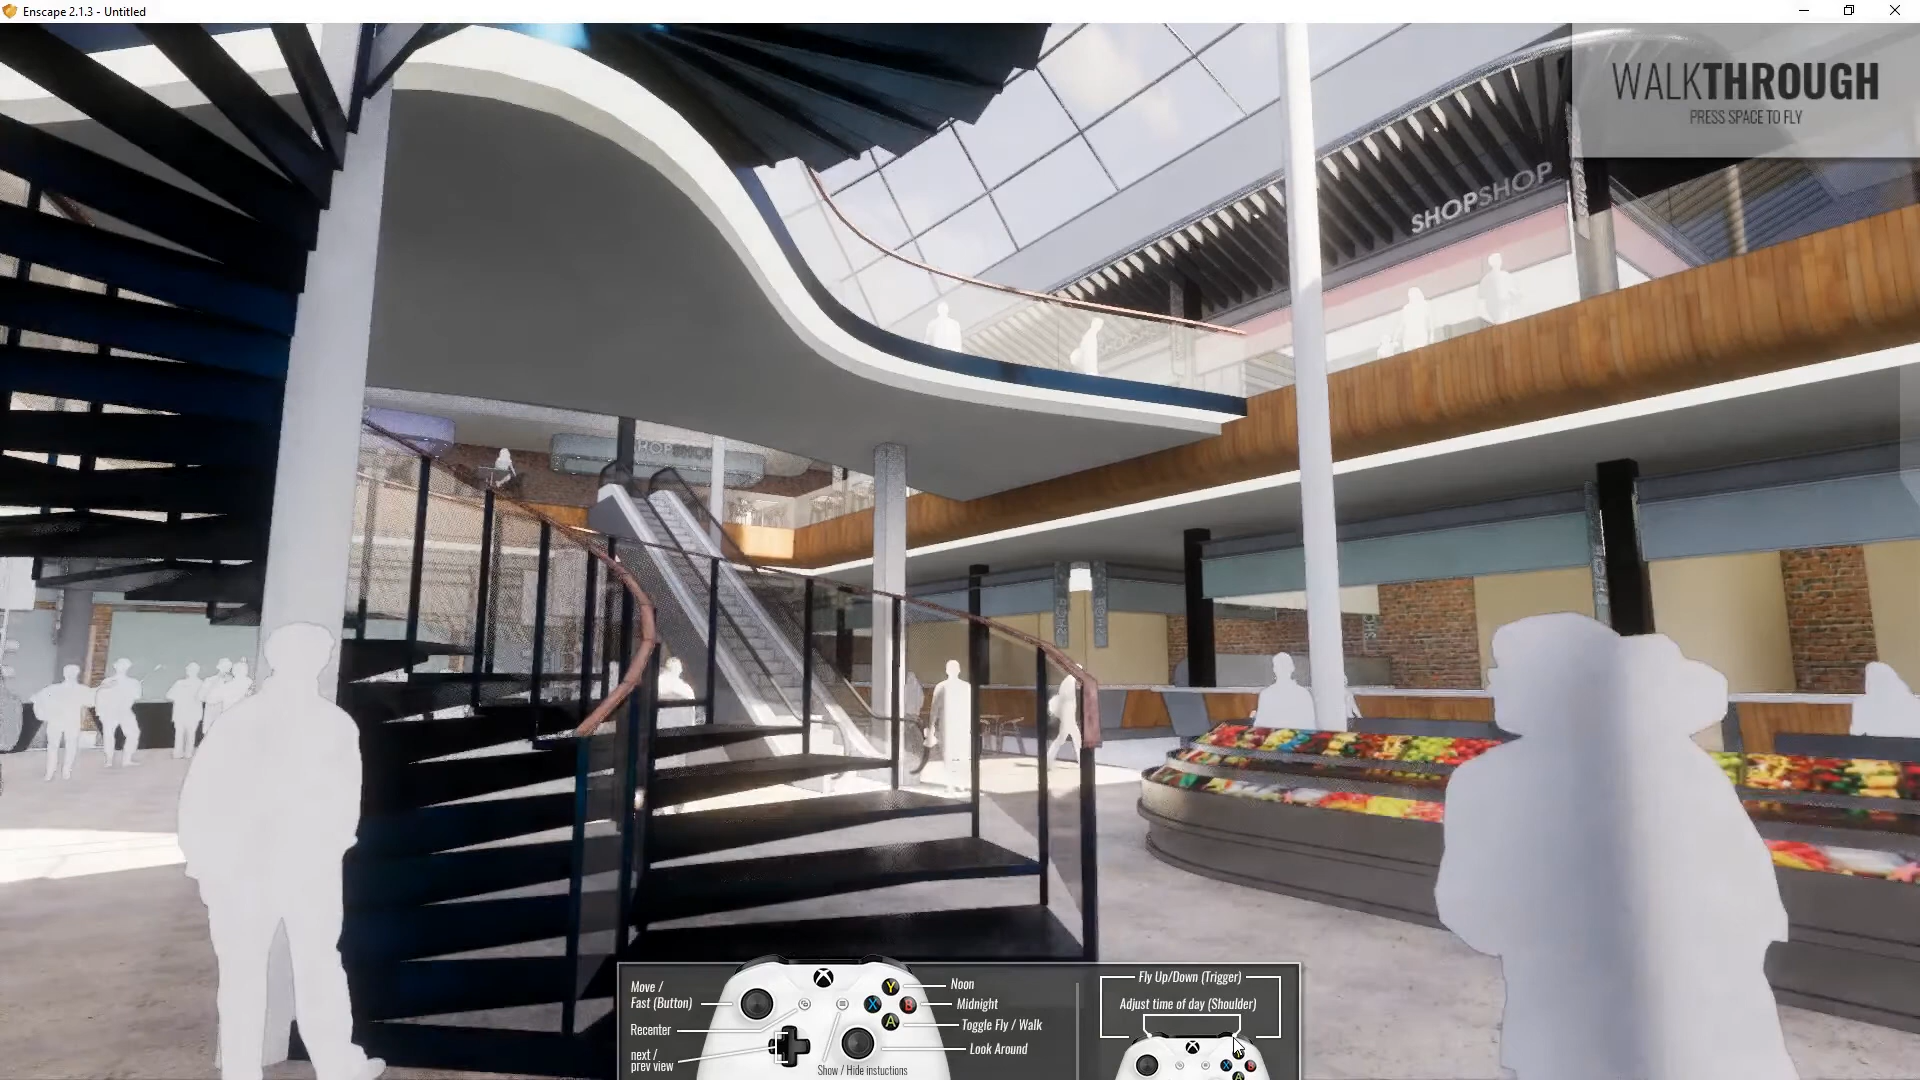 Enscape 2.1.3 - Untitled
WALKTHROUGH
PRESS SPACE TO FLY
SHOPSHOP
HOPSHOP
Move /
Fast (Button)
Recenter
next /
prev view
Noon
Midnight
Toggle Fly / Walk
Look Around
Show / Hide instuctions
Y
X
B
A
Fly Up/Down (Trigger)
Adjust time of day (Shoulder)
X
B
A